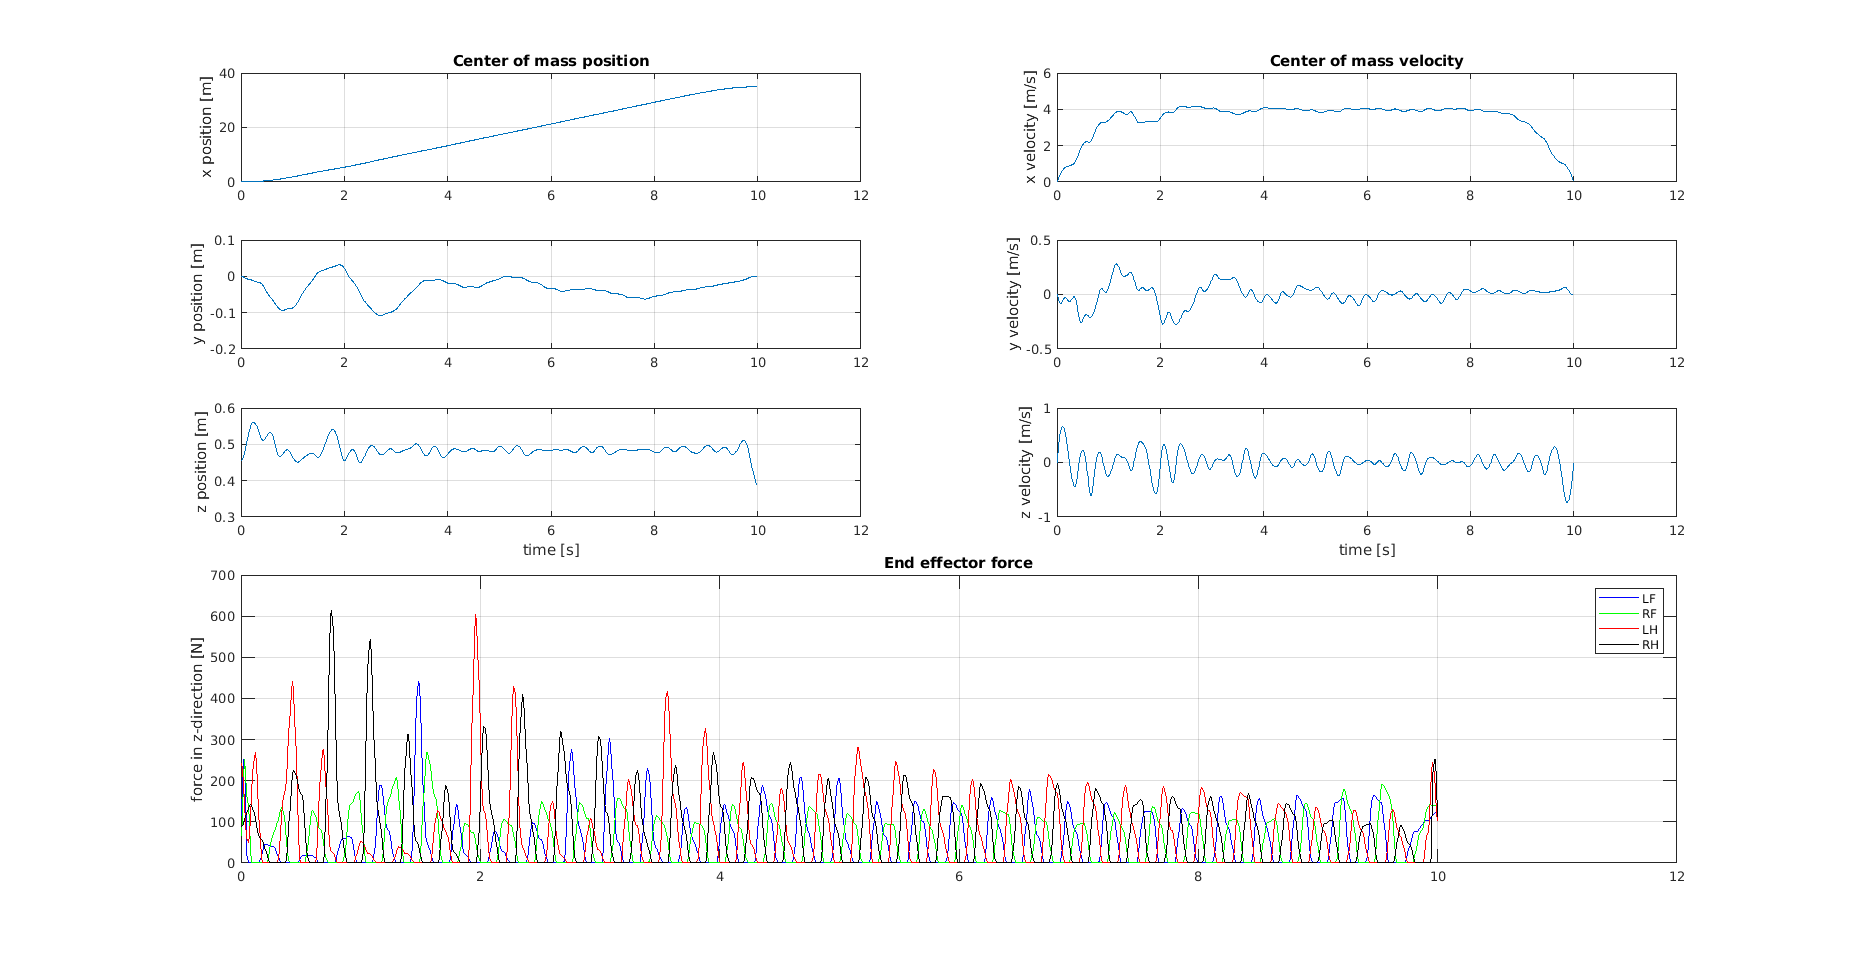 Center of mass position
x position [m]
40
20
0
0 2 4 6 8 10 12
Center of mass velocity
x velocity [m/s]
6
4
2
0
0 2 4 6 8 10 12
y position [m]
0.1
0
-0.1
-0.2
0 2 4 6 8 10 12
y velocity [m/s]
0.5
0
-0.5
0 2 4 6 8 10 12
z position [m]
0.6
0.5
0.4
0.3
0 2 4 6 8 10 12
time [s]
z velocity [m/s]
1
0
-1
0 2 4 6 8 10 12
time [s]
End effector force
force in z-direction [N]
700
600
500
400
300
200
100
0
0 2 4 6 8 10 12
LF
RF
LH
RH